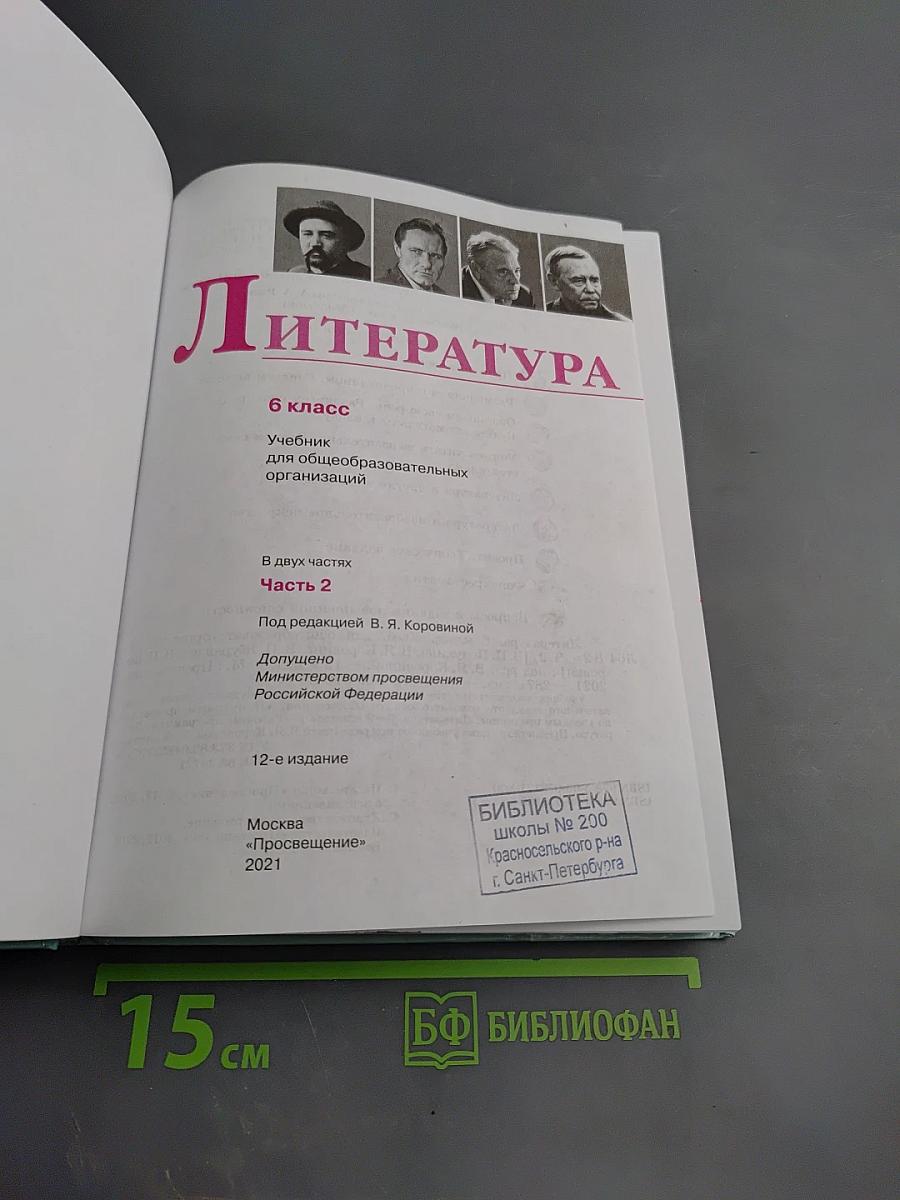 ЛИТЕРАТУРА
6 класс
Учебник
для общеобразовательных
организаций
В двух частях
Часть 2
Под редакцией В. Я. Коровиной
Допущено
Министерством просвещения
Российской Федерации
12-е издание
БИБЛИОТЕКА
школы № 200
Красносельского р-на
г. Санкт-Петербурга
Москва
«Просвещение»
2021
15 см
БФ БИБЛИОФАН